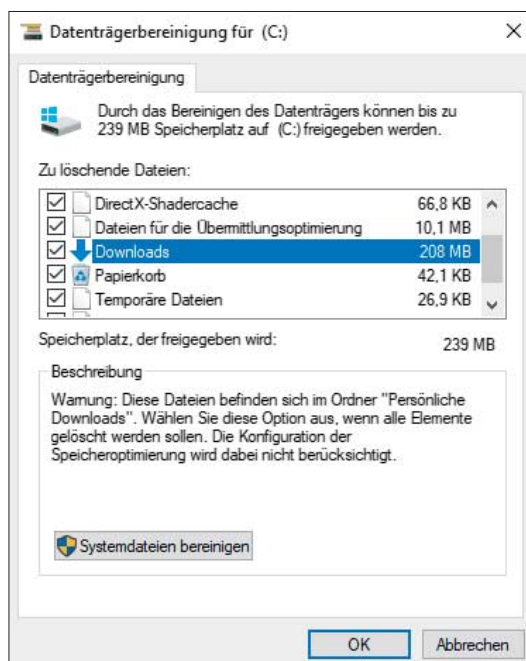 Datenträgerbereinigung für (C:)
Datenträgerbereinigung
Durch das Bereinigen des Datenträgers können bis zu
239 MB Speicherplatz auf (C:) freigegeben werden.
Zu löschende Dateien:
DirectX-Shadercache 66,8 KB
Dateien für die Übermittlungsoptimierung 10,1 MB
Downloads 208 MB
Papierkorb 42,1 KB
Temporäre Dateien 26,9 KB
Speicherplatz, der freigegeben wird: 239 MB
Beschreibung
Warnung: Diese Dateien befinden sich im Ordner "Persönliche
Downloads". Wählen Sie diese Option aus, wenn alle Elemente
gelöscht werden sollen. Die Konfiguration der
Speicheroptimierung wird dabei nicht berücksichtigt.
Systemdateien bereinigen
OK Abbrechen